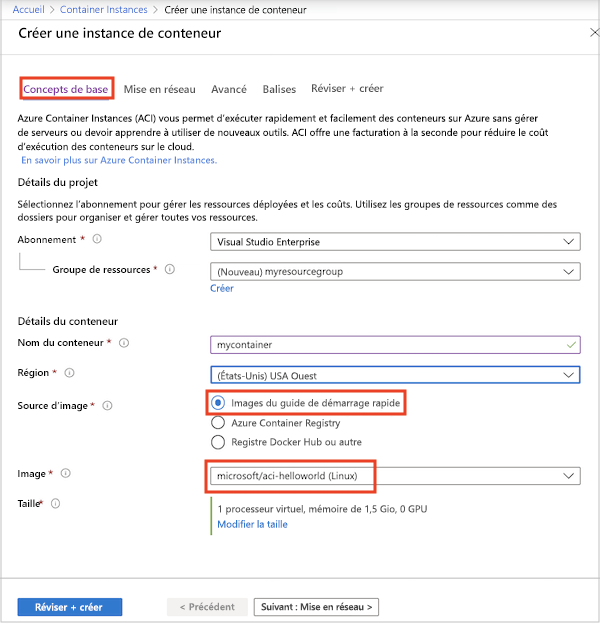 Accueil > Container Instances > Créer une instance de conteneur
Créer une instance de conteneur
Concepts de base Mise en réseau Avancé Balises Réviser + créer
Azure Container Instances (ACI) vous permet d'exécuter rapidement et facilement des conteneurs sur Azure sans gérer
de serveurs ou devoir apprendre à utiliser de nouveaux outils. ACI offre une facturation à la seconde pour réduire le coût
d'exécution des conteneurs sur le cloud.
En savoir plus sur Azure Container Instances.
Détails du projet
Sélectionnez l'abonnement pour gérer les ressources déployées et les coûts. Utilisez les groupes de ressources comme des
dossiers pour organiser et gérer toutes vos ressources.
Abonnement * Visual Studio Enterprise
Groupe de ressources * (Nouveau) myresourcegroup
Créer
Détails du conteneur
Nom du conteneur * mycontainer
Région * (États-Unis) USA Ouest
Source d'image * Images du guide de démarrage rapide
Azure Container Registry
Registre Docker Hub ou autre
Image * microsoft/aci-helloworld (Linux)
Taille* 1 processeur virtuel, mémoire de 1,5 Gio, 0 GPU
Modifier la taille
Réviser + créer < Précédent Suivant : Mise en réseau >